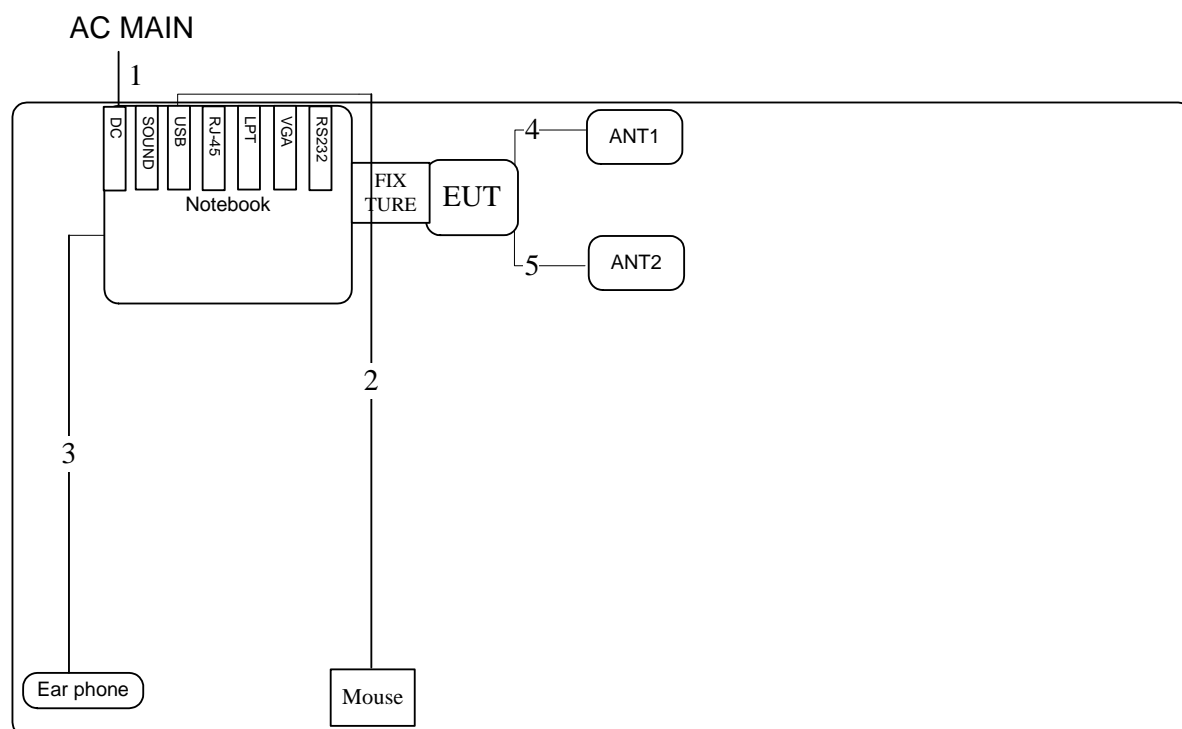 AC MAIN
1
DC
SOUND
USB
RJ-45
LPT
VGA
RS232
Notebook
FIX
TURE
EUT
4
ANT1
5
ANT2
2
3
Ear phone
Mouse